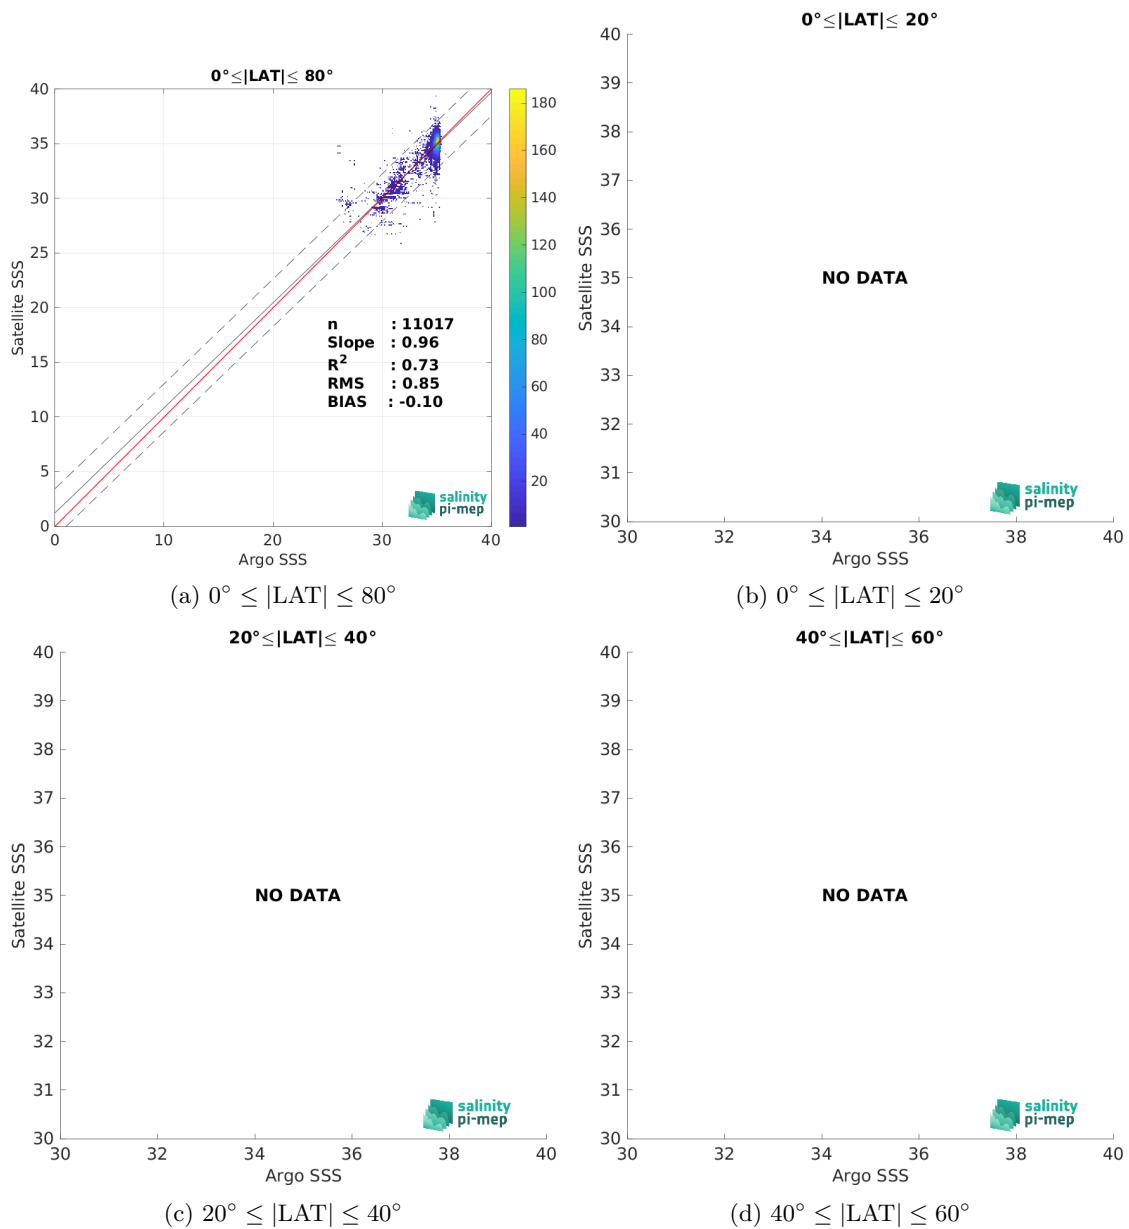 0°≤|LAT|≤ 80°
40
35
30
25
20
15
10
5
0
0
10
20
30
40
Satellite SSS
Argo SSS
n : 11017
Slope : 0.96
R² : 0.73
RMS : 0.85
BIAS : -0.10
salinity
pi-mep
180
160
140
120
100
80
60
40
20
(a) 0° ≤ |LAT| ≤ 80°
0°≤|LAT|≤ 20°
40
39
38
37
36
35
34
33
32
31
30
30
32
34
36
38
40
Satellite SSS
Argo SSS
NO DATA
salinity
pi-mep
(b) 0° ≤ |LAT| ≤ 20°
20°≤|LAT|≤ 40°
40
39
38
37
36
35
34
33
32
31
30
30
32
34
36
38
40
Satellite SSS
Argo SSS
NO DATA
salinity
pi-mep
(c) 20° ≤ |LAT| ≤ 40°
40°≤|LAT|≤ 60°
40
39
38
37
36
35
34
33
32
31
30
30
32
34
36
38
40
Satellite SSS
Argo SSS
NO DATA
salinity
pi-mep
(d) 40° ≤ |LAT| ≤ 60°